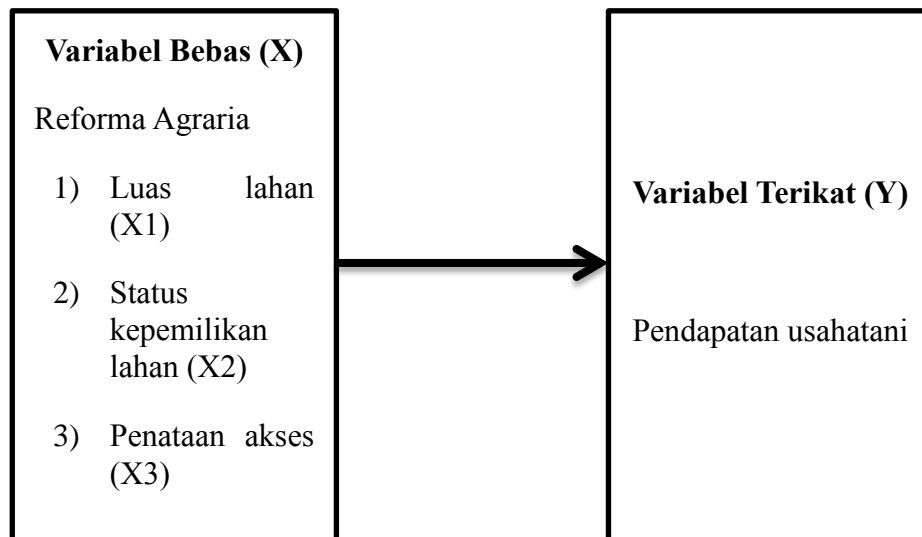 Variabel Bebas (X)
Reforma Agraria
1) Luas lahan
(X1)
2) Status
kepemilikan
lahan (X2)
3) Penataan akses
(X3)
Variabel Terikat (Y)
Pendapatan usahatani